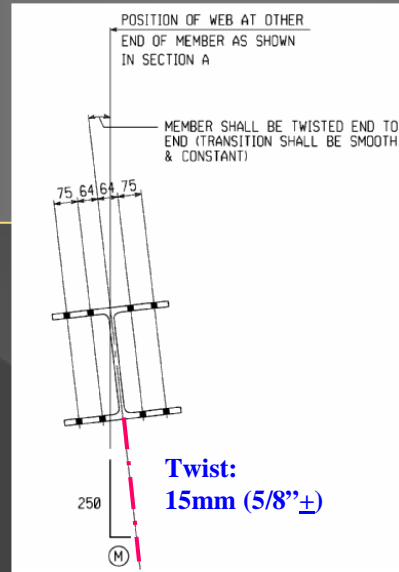 POSITION OF WEB AT OTHER
END OF MEMBER AS SHOWN
IN SECTION A
MEMBER SHALL BE TWISTED END TO
END (TRANSITION SHALL BE SMOOTH
& CONSTANT)
75 64 64 75
Twist:
15mm (5/8”±)
250
M